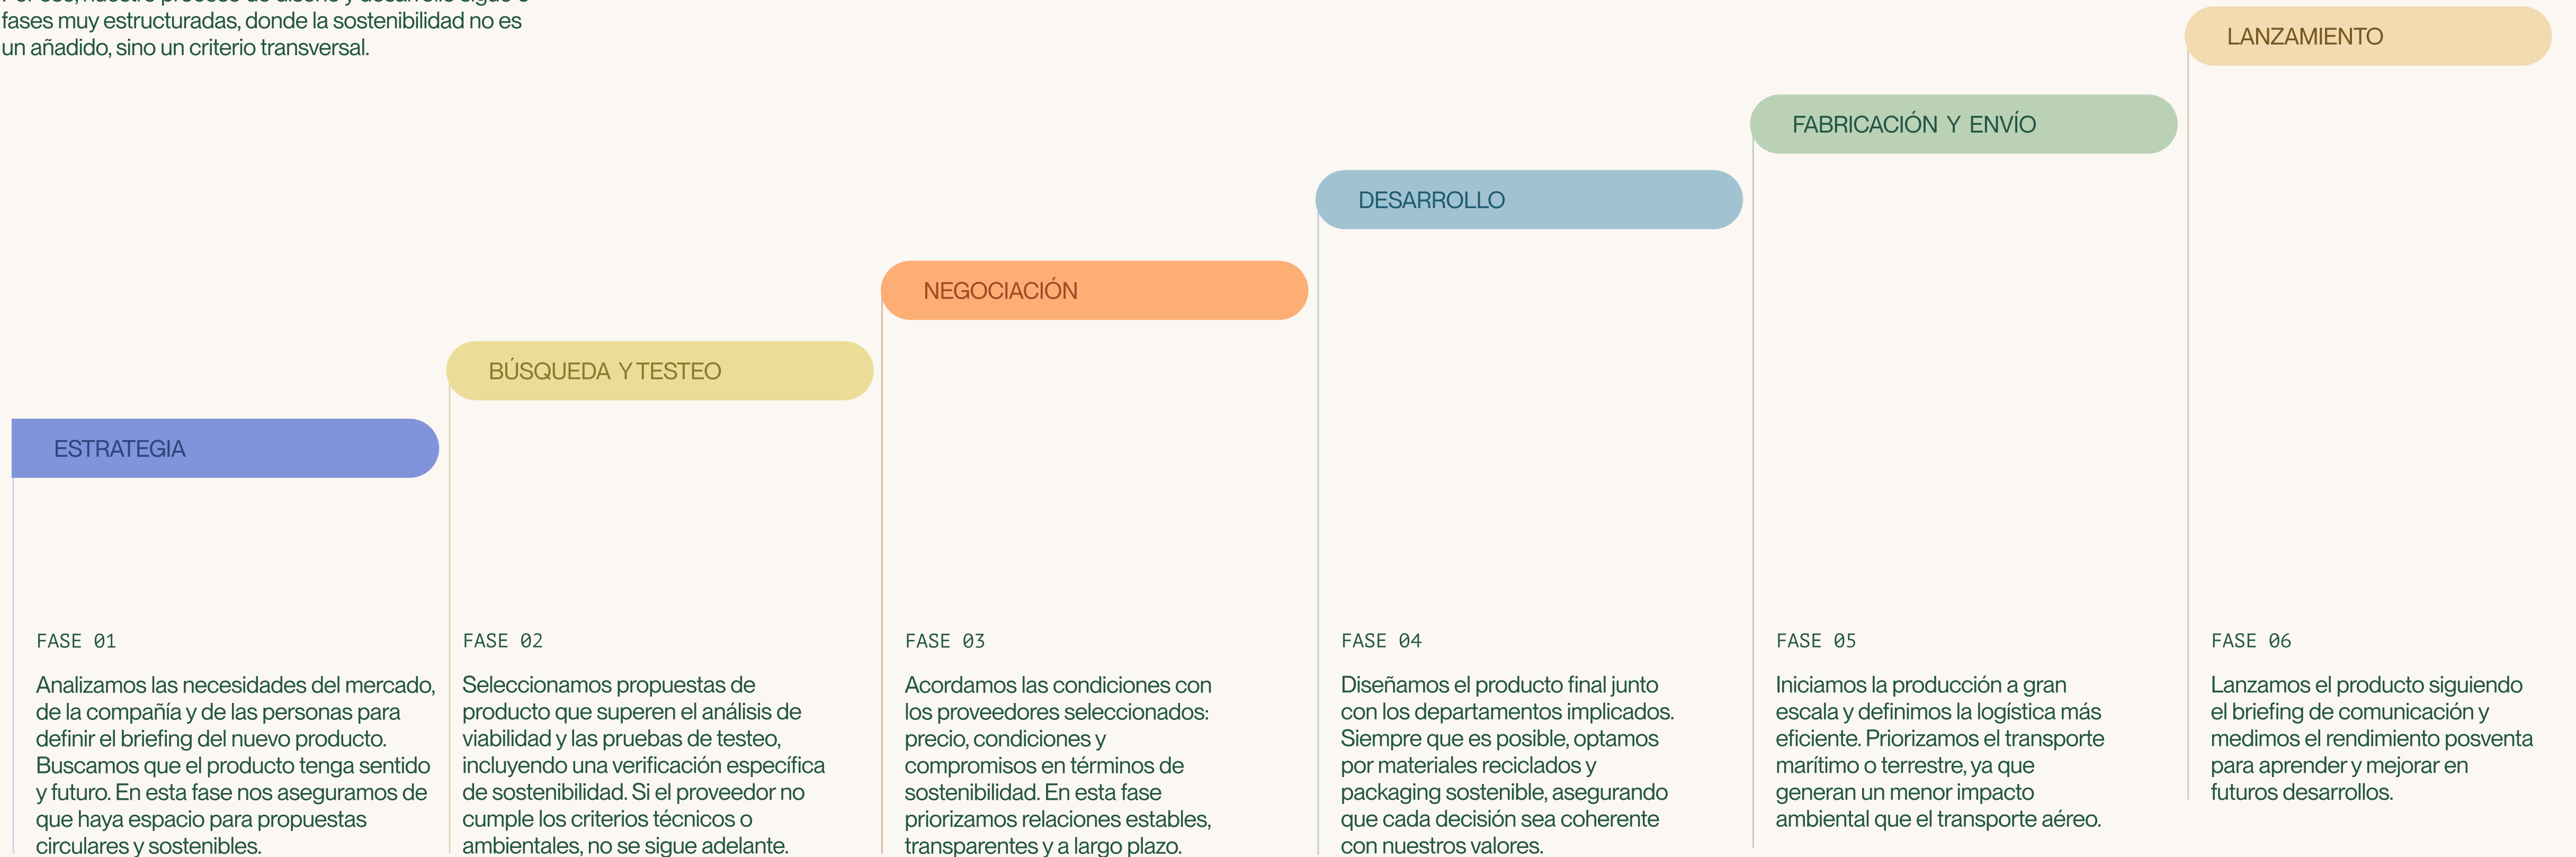 Por eso, nuestro proceso de diseño y desarrollo sigue 6
fases muy estructuradas, donde la sostenibilidad no es
un añadido, sino un criterio transversal.
LANZAMIENTO
FABRICACIÓN Y ENVÍO
DESARROLLO
NEGOCIACIÓN
BÚSQUEDA Y TESTEO
ESTRATEGIA
FASE 01
Analizamos las necesidades del mercado,
de la compañía y de las personas para
definir el briefing del nuevo producto.
Buscamos que el producto tenga sentido
y futuro. En esta fase nos aseguramos de
que haya espacio para propuestas
circulares y sostenibles.
FASE 02
Seleccionamos propuestas de
producto que superen el análisis de
viabilidad y las pruebas de testeo,
incluyendo una verificación específica
de sostenibilidad. Si el proveedor no
cumple los criterios técnicos o
ambientales, no se sigue adelante.
FASE 03
Acordamos las condiciones con
los proveedores seleccionados:
precio, condiciones y
compromisos en términos de
sostenibilidad. En esta fase
priorizamos relaciones estables,
transparentes y a largo plazo.
FASE 04
Diseñamos el producto final junto
con los departamentos implicados.
Siempre que es posible, optamos
por materiales reciclados y
packaging sostenible, asegurando
que cada decisión sea coherente
con nuestros valores.
FASE 05
Iniciamos la producción a gran
escala y definimos la logística más
eficiente. Priorizamos el transporte
marítimo o terrestre, ya que
generan un menor impacto
ambiental que el transporte aéreo.
FASE 06
Lanzamos el producto siguiendo
el briefing de comunicación y
medimos el rendimiento posventa
para aprender y mejorar en
futuros desarrollos.